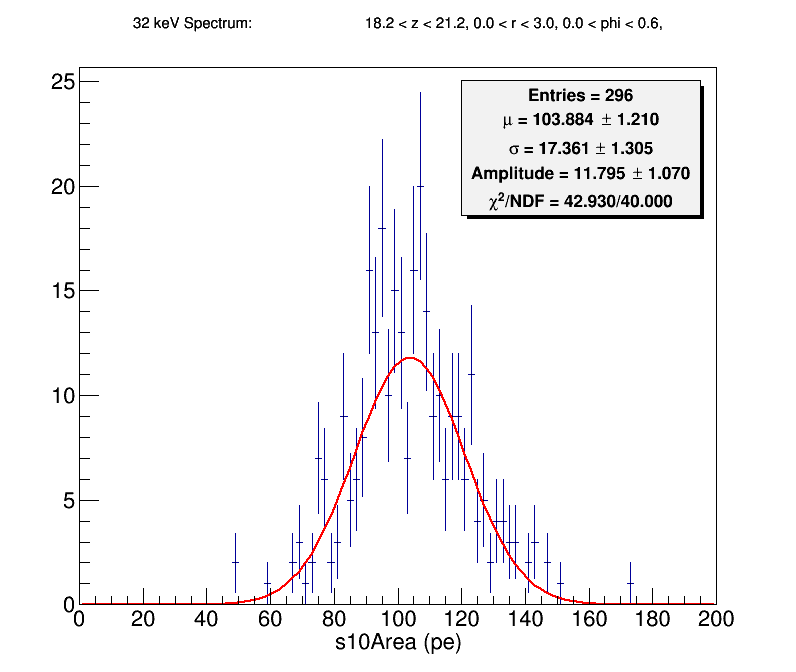 32 keV Spectrum: 18.2 < z < 21.2, 0.0 < r < 3.0, 0.0 < phi < 0.6,
Entries = 296
μ = 103.884 ± 1.210
σ = 17.361 ± 1.305
Amplitude = 11.795 ± 1.070
χ²/NDF = 42.930/40.000
25
20
15
10
5
0
0 20 40 60 80 100 120 140 160 180 200
s10Area (pe)